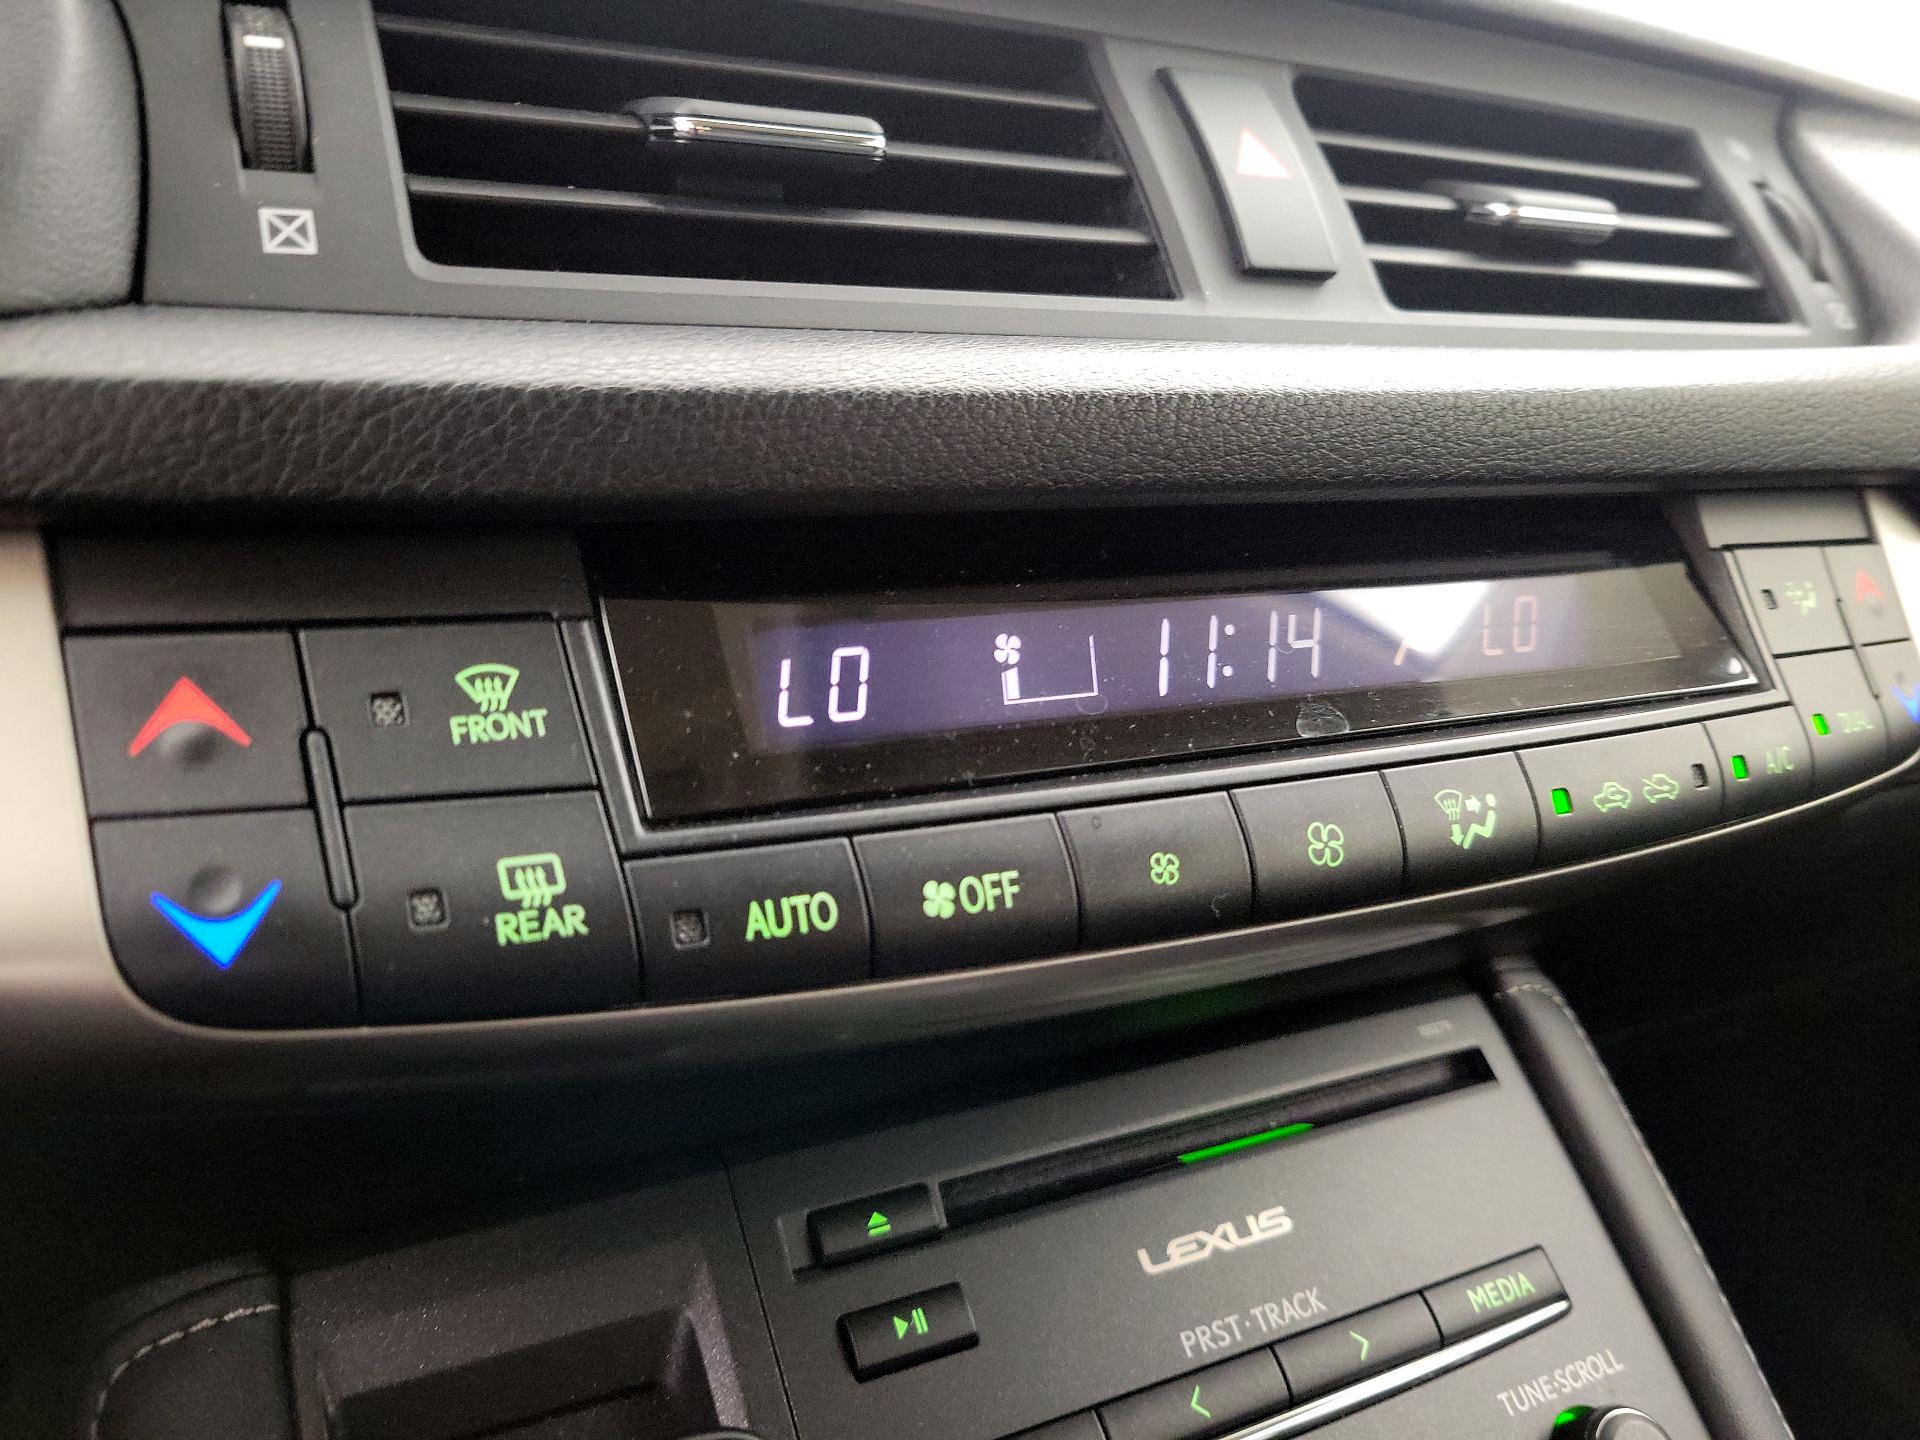 FRONT
LO 11:14 LO
REAR
AUTO
OFF
A/C
DUAL
LEXUS
PRST·TRACK
MEDIA
TUNE·SCROLL